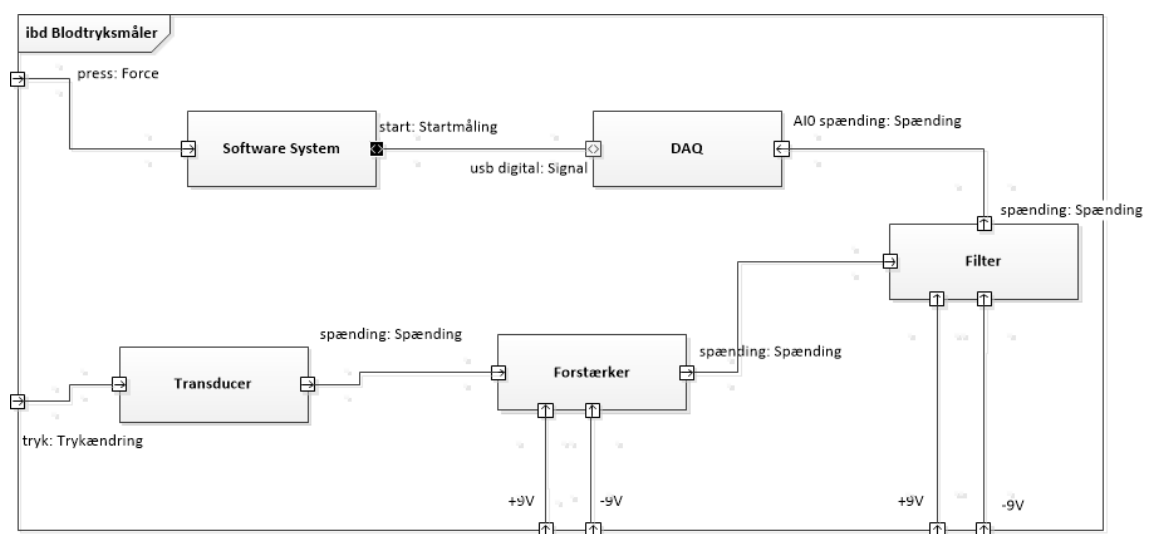 ibd Blodtryksmåler
press: Force
start: Startmåling
AI0 spænding: Spænding
Software System
DAQ
usb digital: Signal
spænding: Spænding
Filter
spænding: Spænding
spænding: Spænding
Transducer
Forstærker
tryk: Trykændring
+9V
-9V
+9V
-9V